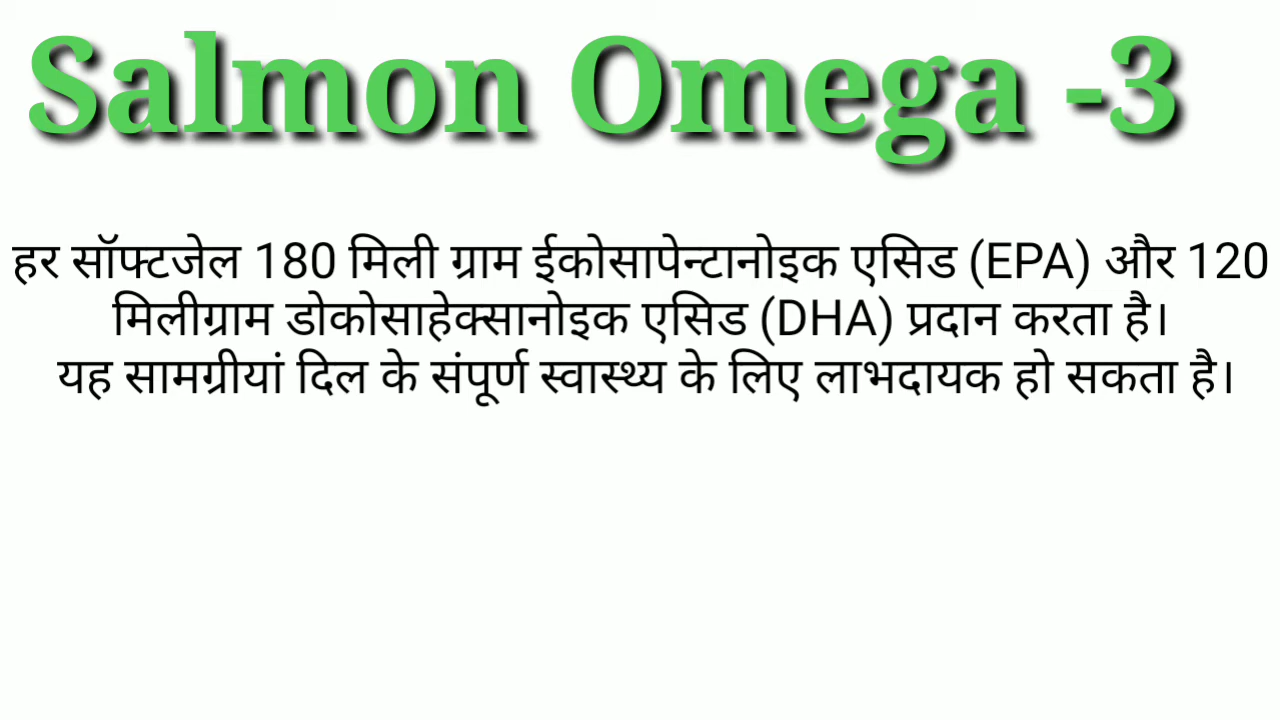 Salmon Omega -3
हर सॉफ्टजेल 180 मिली ग्राम ईकोसापेन्टानोइक एसिड (EPA) और 120
मिलीग्राम डोकोसाहेक्सानोइक एसिड (DHA) प्रदान करता है।
यह सामग्रीयां दिल के संपूर्ण स्वास्थ्य के लिए लाभदायक हो सकता है।